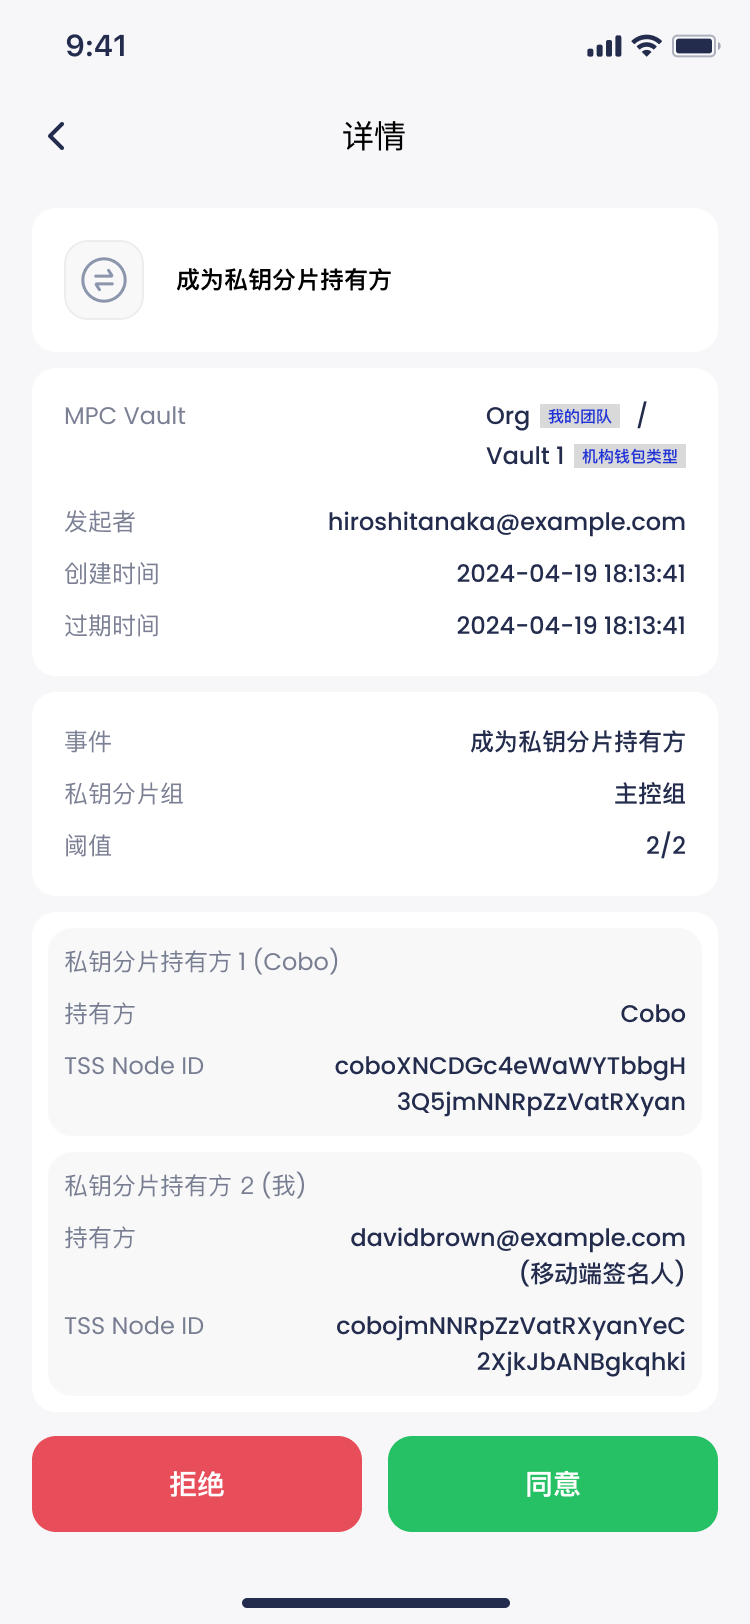 9:41
详情
成为私钥分片持有方
MPC Vault
Org 我的团队 /
Vault 1 机构钱包类型
发起者 hiroshitanaka@example.com
创建时间 2024-04-19 18:13:41
过期时间 2024-04-19 18:13:41
事件 成为私钥分片持有方
私钥分片组 主控组
阈值 2/2
私钥分片持有方 1 (Cobo)
持有方 Cobo
TSS Node ID coboXNCDGc4eWaWYTbbgH
3Q5jmNNRpZzVatRXyan
私钥分片持有方 2 (我)
持有方 davidbrown@example.com
(移动端签名人)
TSS Node ID cobojmNNRpZzVatRXyanYeC
2XjkJbANBgkqhki
拒绝 同意